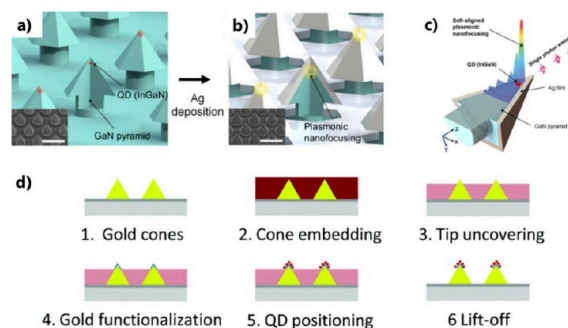 a)
QD (InGaN)
GaN pyramid
Ag
deposition
b)
Plasmonic
nanofocusing
c)
Self-aligned
plasmonic
nanofocusing
Single photon emission
QD (InGaN)
Ag film
GaN pyramid
z
x
y
d)
1. Gold cones
2. Cone embedding
3. Tip uncovering
4. Gold functionalization
5. QD positioning
6 Lift-off